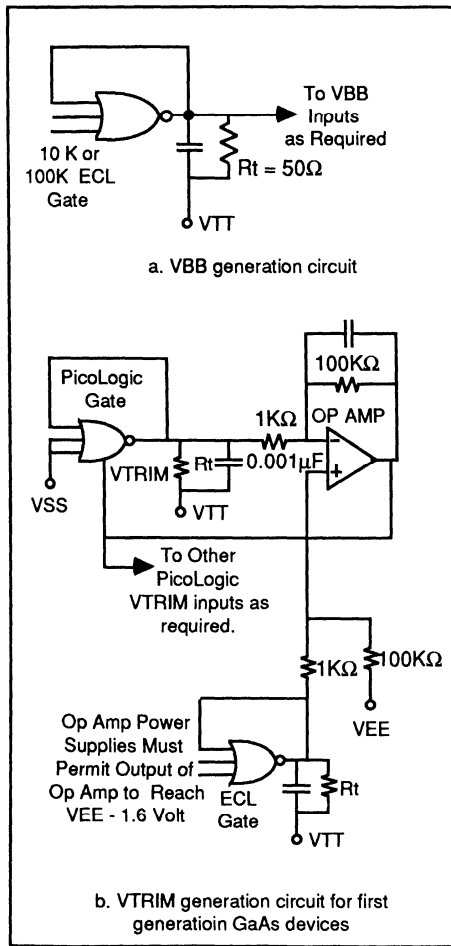 To VBB
Inputs
as Required
10 K or
100K ECL
Gate
Rt = 50Ω
VTT
a. VBB generation circuit
PicoLogic
Gate
100KΩ
1KΩ
OP AMP
VTRIM
Rt
0.001µF
VSS
VTT
To Other
PicoLogic
VTRIM inputs as
required.
1KΩ
100KΩ
VEE
Op Amp Power
Supplies Must
Permit Output of
Op Amp to Reach
VEE - 1.6 Volt
ECL
Gate
Rt
VTT
b. VTRIM generation circuit for first
generatioin GaAs devices